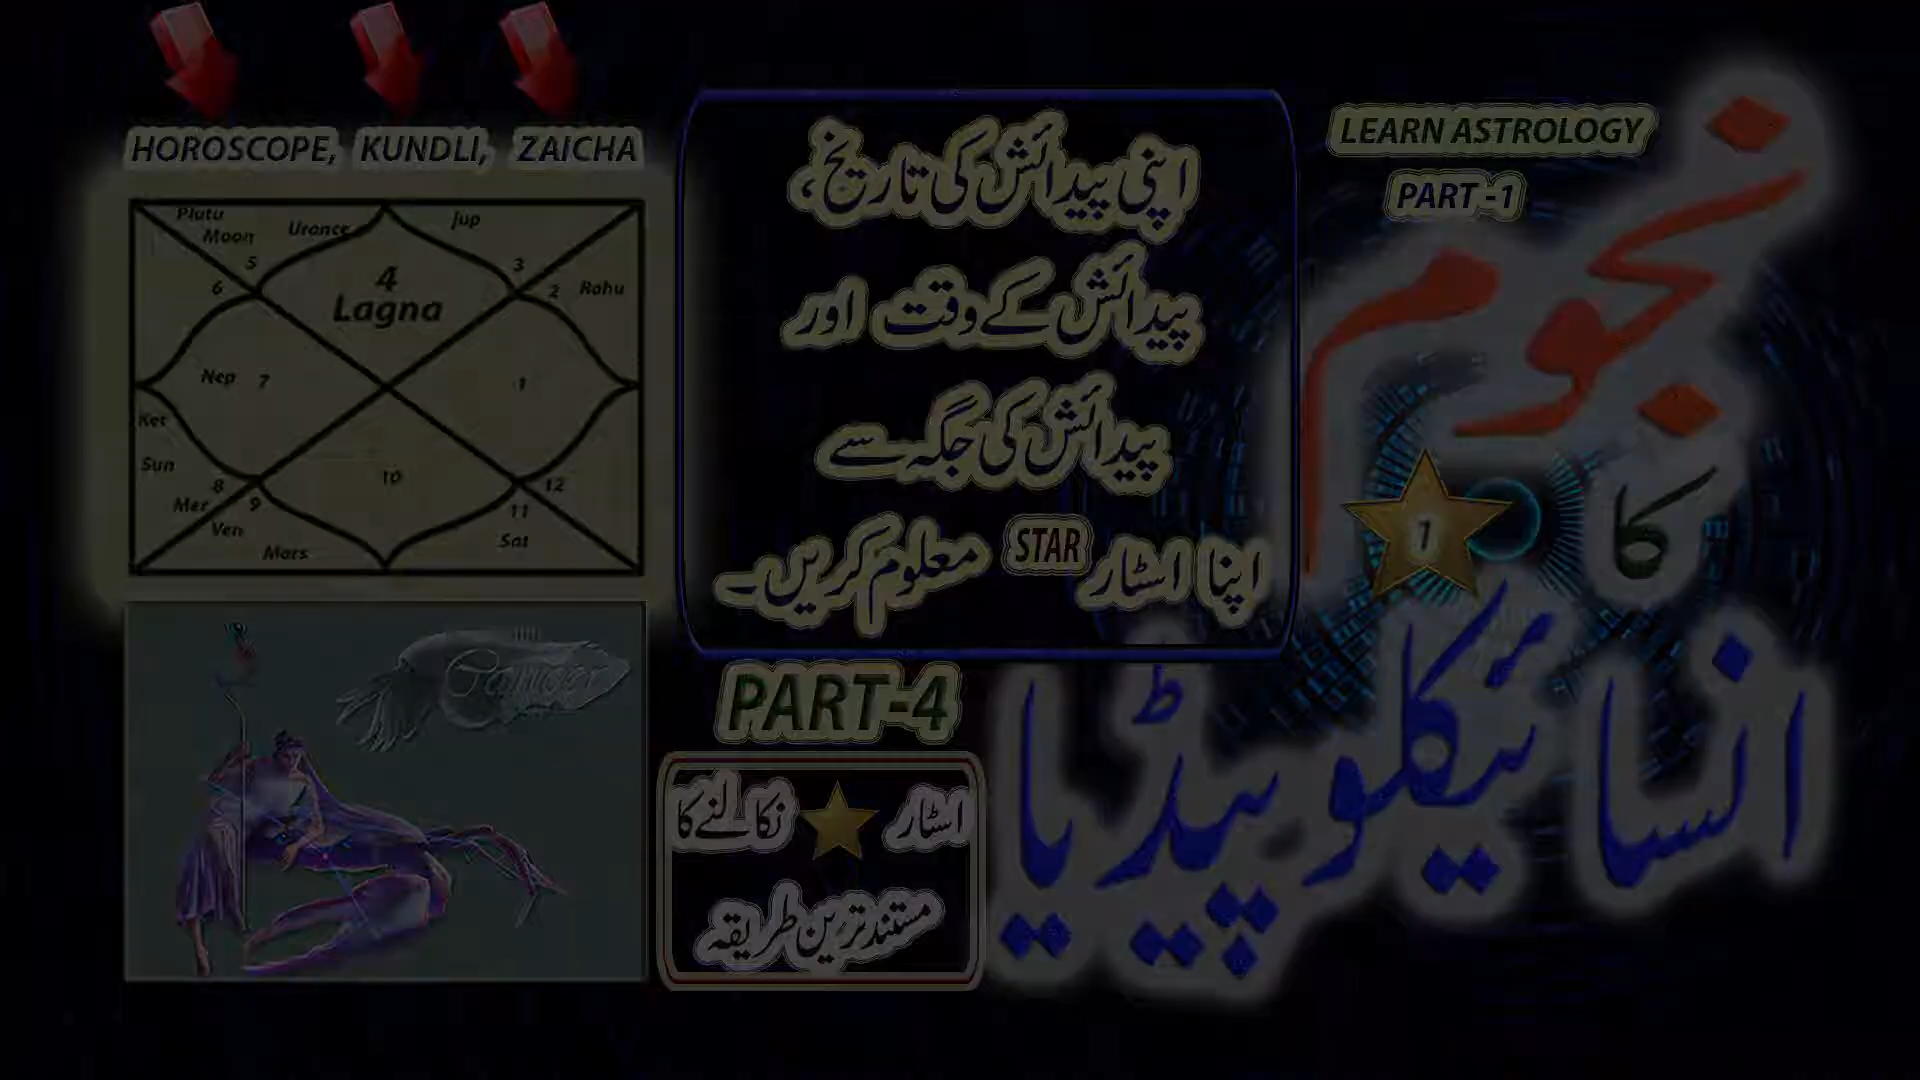 HOROSCOPE, KUNDLI, ZAICHA
Plutu
Moon
Urance
Jup
5
4
3
6
Lagna
2
Rahu
Nep 7
1
Ket
Sun
10
8
12
Mer
9
11
Ven
Sat
Mars
اپنی پیدائش کی تاریخ،
پیدائش کے وقت اور
پیدائش کی جگہ سے
اپنا اسٹار STAR معلوم کریں۔
PART-4
اسٹار نکالنے کا
مستند ترین طریقہ
LEARN ASTROLOGY
PART -1
نجوم
1 کا
انسائیکلوپیڈیا